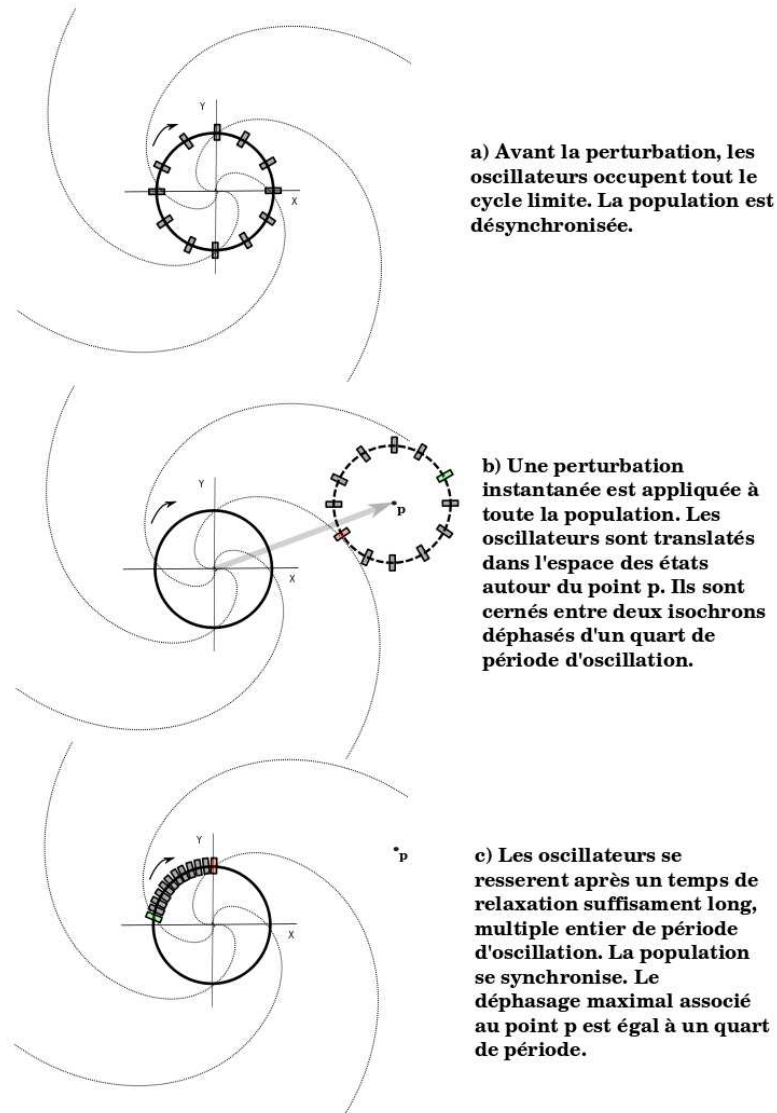 Y
X
a) Avant la perturbation, les
oscillateurs occupent tout le
cycle limite. La population est
désynchronisée.
Y
X
p
b) Une perturbation
instantanée est appliquée à
toute la population. Les
oscillateurs sont translatés
dans l'espace des états
autour du point p. Ils sont
cernés entre deux isochrons
déphasés d'un quart de
période d'oscillation.
Y
X
p
c) Les oscillateurs se
resserent après un temps de
relaxation suffisament long,
multiple entier de période
d'oscillation. La population
se synchronise. Le
déphasage maximal associé
au point p est égal à un quart
de période.